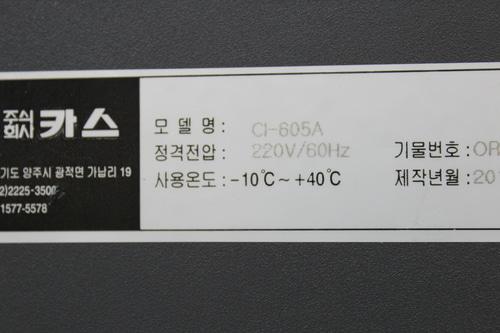 주식회사 카스
기도 양주시 광적면 가납리 19
2)2225-3500
1577-5578
모 델 명 : CI-605A
정격전압 : 220V/60Hz
기물번호 : OR
사용온도 : -10℃~+40℃
제작년월 : 201